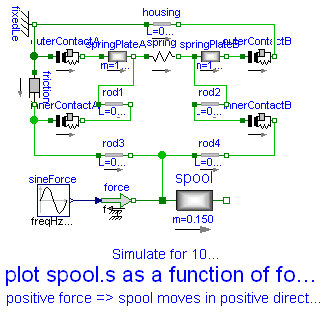 fixedLe
housing
L=0...
outerContactA
springPlateA
spring
springPlateB
outerContactB
m=1...
m=1...
friction
rod1
rod2
L=0...
L=0...
innerContactA
innerContactB
rod3
rod4
L=0...
L=0...
sineForce
force
spool
freqHz...
m=0.150
Simulate for 10...
plot spool.s as a function of fo...
positive force => spool moves in positive direct...